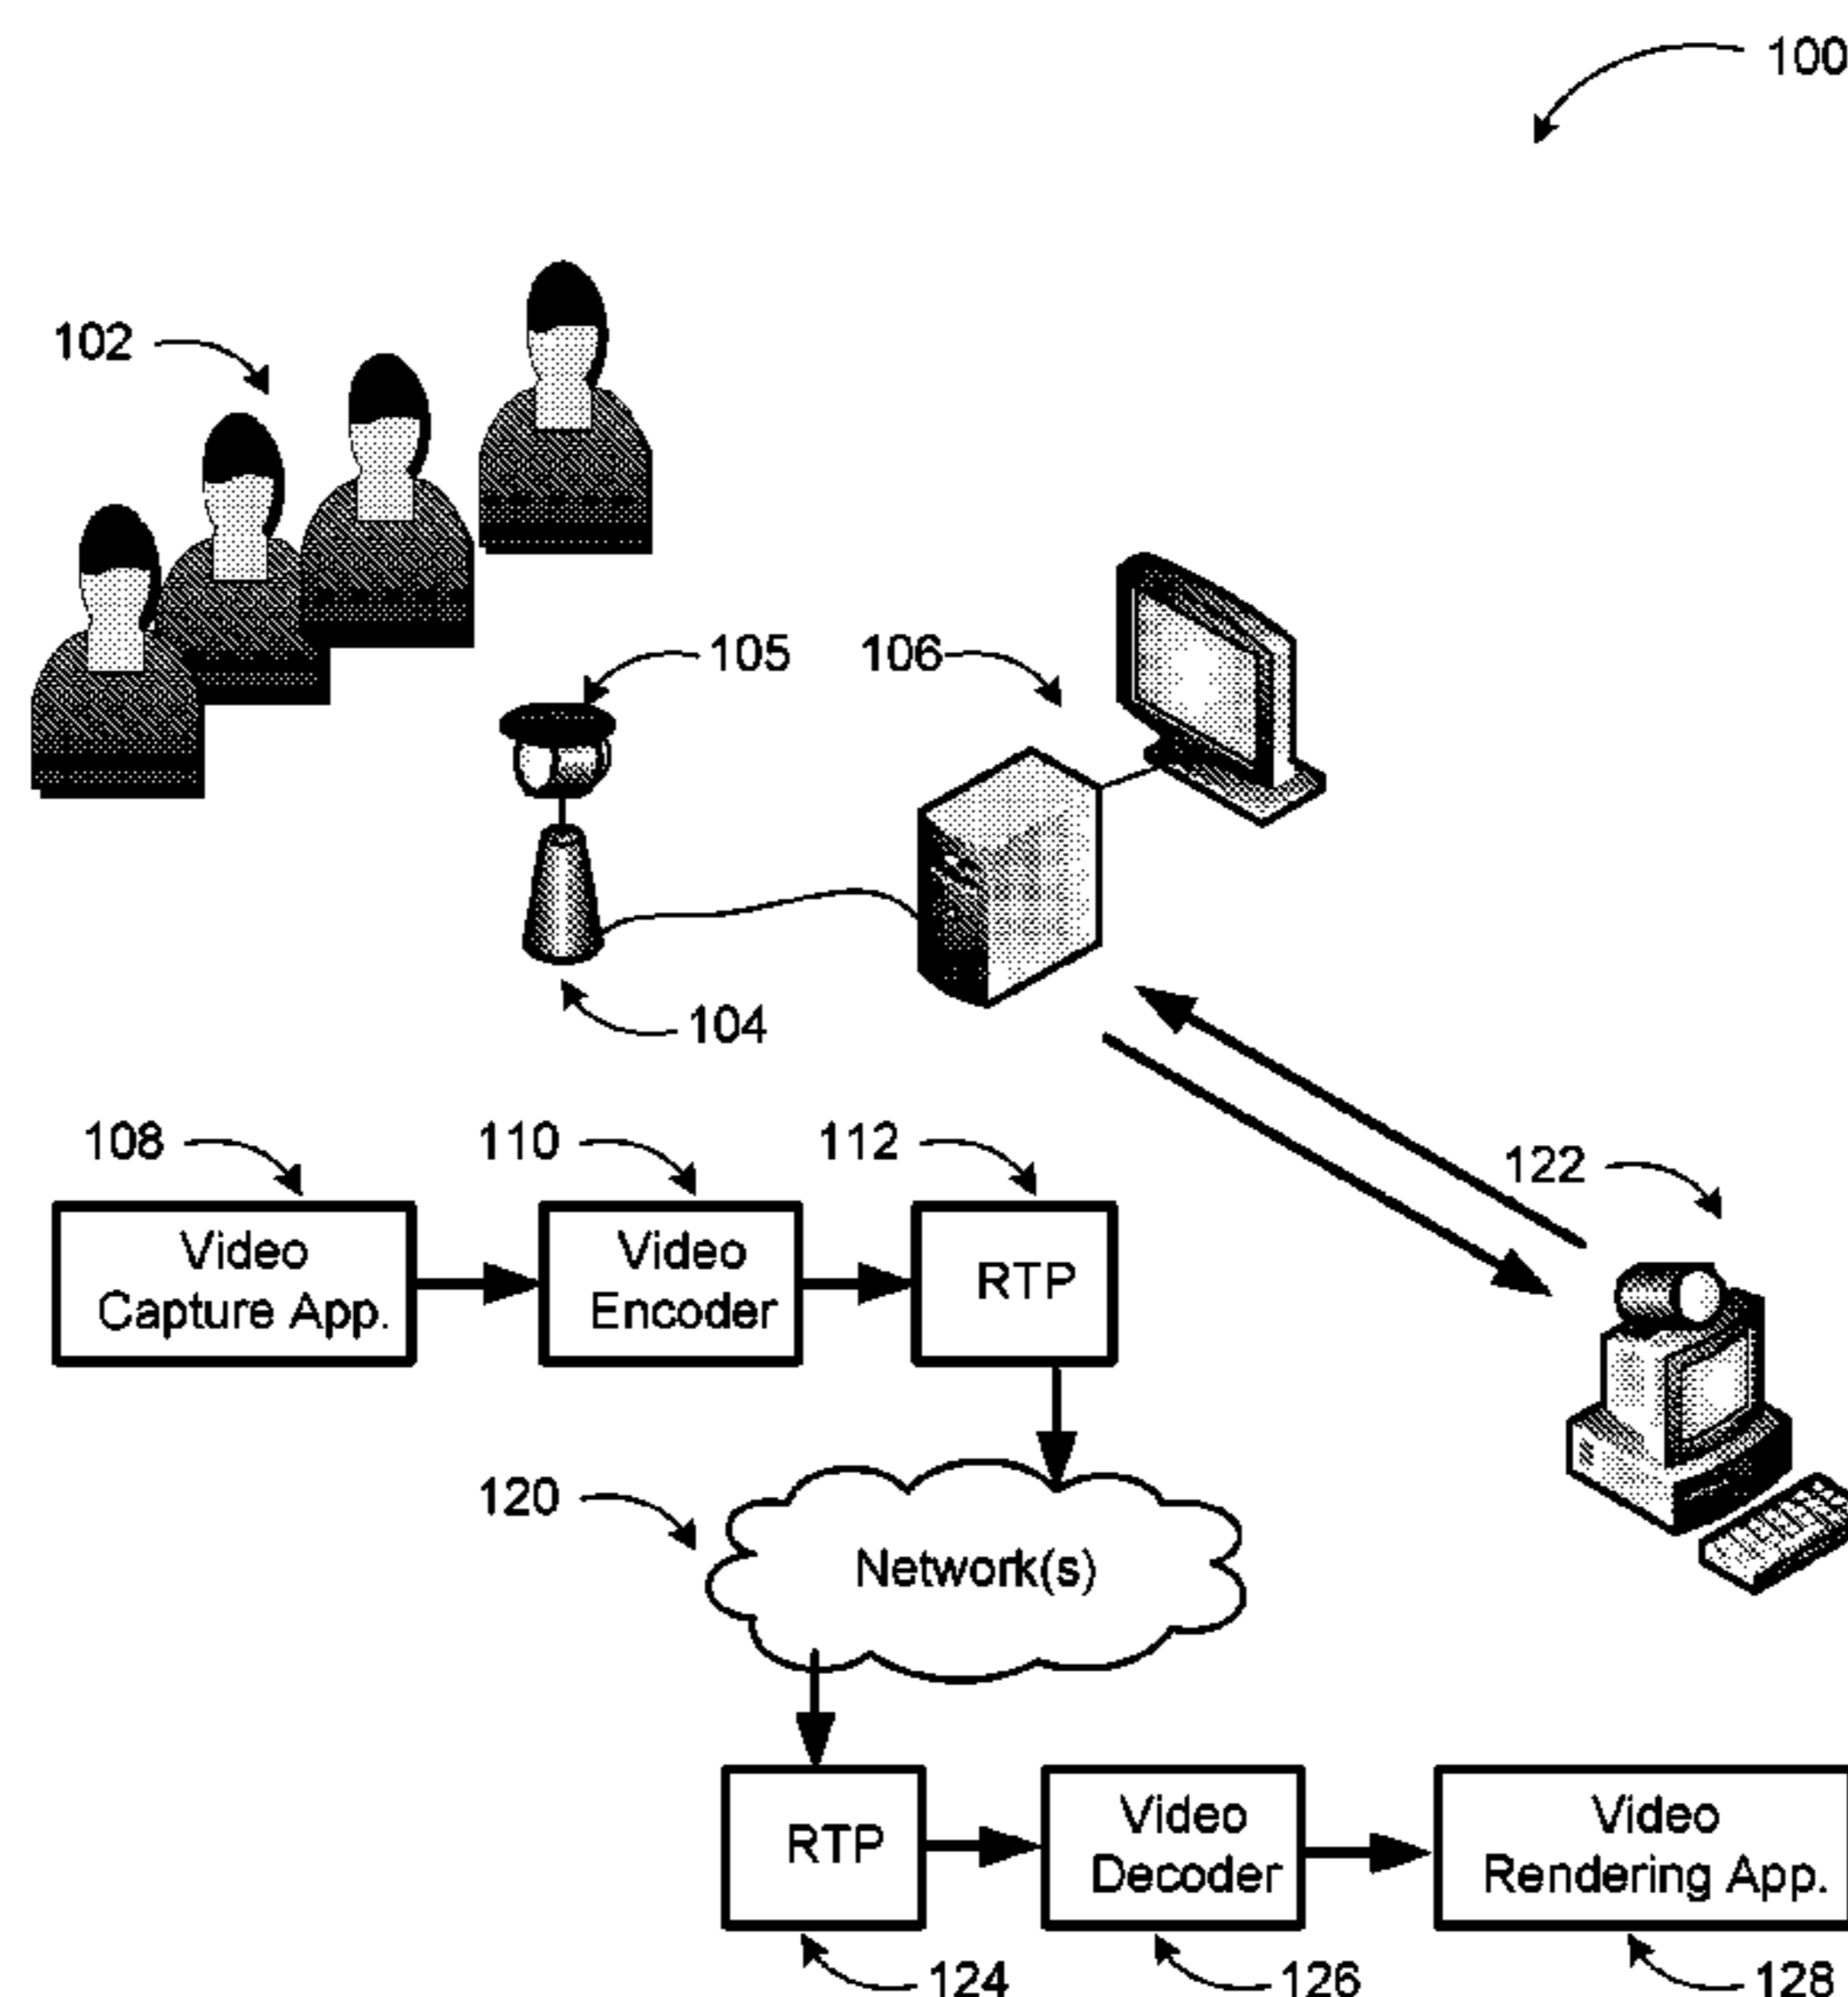 100
102
105
106
104
108
110
112
122
Video
Capture App.
Video
Encoder
RTP
120
Network(s)
RTP
Video
Decoder
Video
Rendering App.
124
126
128